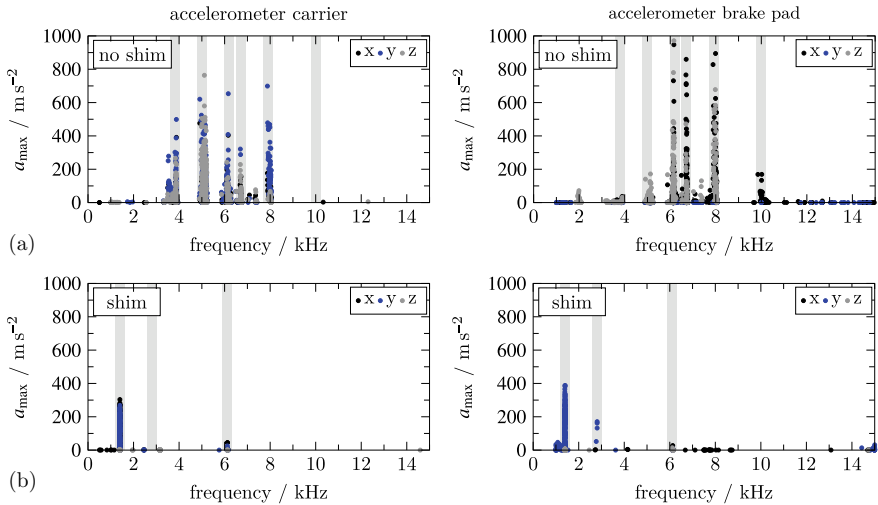 accelerometer carrier
accelerometer brake pad
1000
800
600
400
200
0
a_max / m s⁻²
no shim
x y z
0 2 4 6 8 10 12 14
frequency / kHz
(a)
1000
800
600
400
200
0
a_max / m s⁻²
no shim
x y z
0 2 4 6 8 10 12 14
frequency / kHz
1000
800
600
400
200
0
a_max / m s⁻²
shim
x y z
0 2 4 6 8 10 12 14
frequency / kHz
(b)
1000
800
600
400
200
0
a_max / m s⁻²
shim
x y z
0 2 4 6 8 10 12 14
frequency / kHz